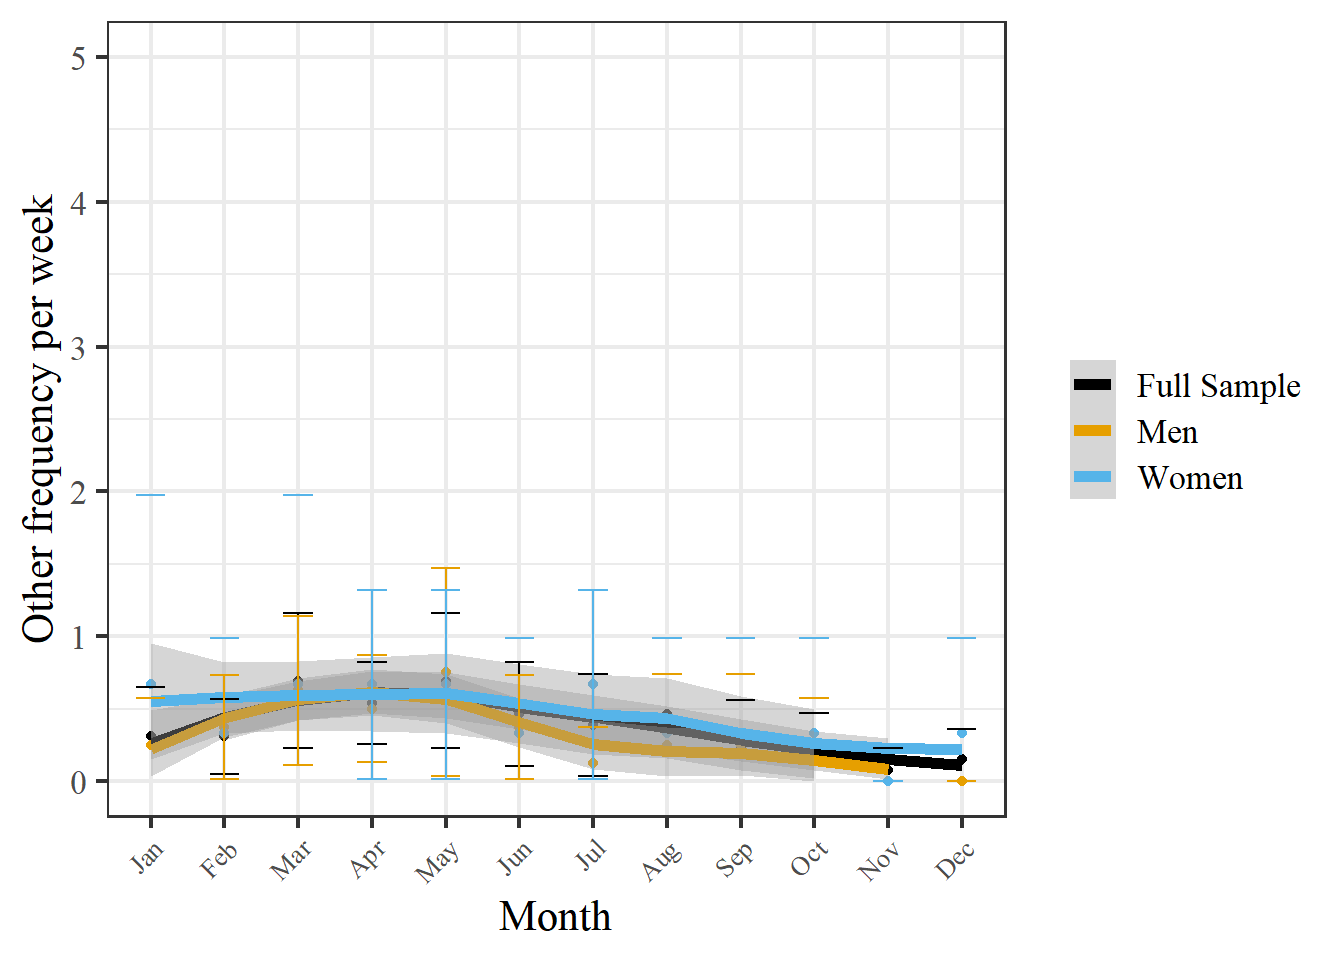 Other frequency per week
5
4
3
2
1
0
Jan
Feb
Mar
Apr
May
Jun
Jul
Aug
Sep
Oct
Nov
Dec
Month
Full Sample
Men
Women